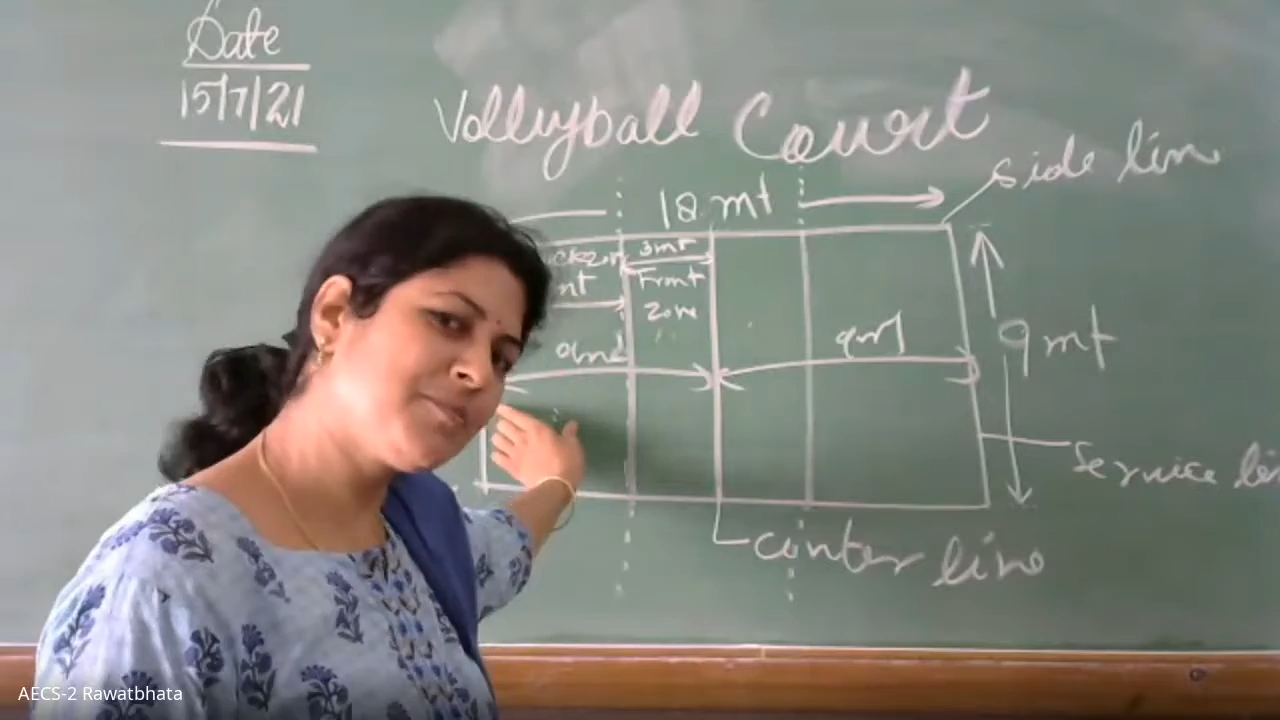 Date
15/7/21
Volleyball Court
18 mt
side line
3mt
Front
zone
9mt
9mt
9 mt
service
center line
AECS-2 Rawatbhata